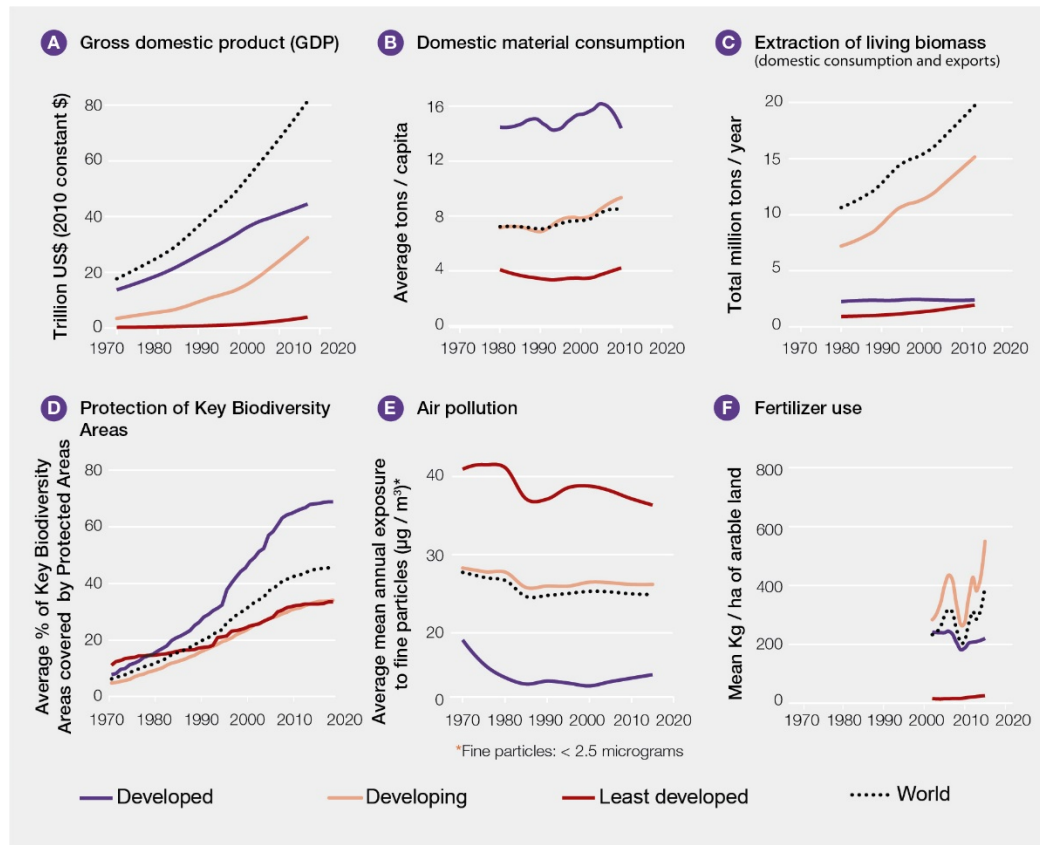 A Gross domestic product (GDP)
Trillion US$ (2010 constant $)
80
60
40
20
0
1970 1980 1990 2000 2010 2020
B Domestic material consumption
Average tons / capita
16
12
8
4
0
1970 1980 1990 2000 2010 2020
C Extraction of living biomass
(domestic consumption and exports)
Total million tons / year
20
15
10
5
0
1970 1980 1990 2000 2010 2020
D Protection of Key Biodiversity
Areas
Average % of Key Biodiversity
Areas covered by Protected Areas
80
60
40
20
0
1970 1980 1990 2000 2010 2020
E Air pollution
Average mean annual exposure
to fine particles (µg / m³)*
40
30
20
0
1970 1980 1990 2000 2010 2020
*Fine particles: < 2.5 micrograms
F Fertilizer use
Mean Kg / ha of arable land
800
600
400
200
0
1970 1980 1990 2000 2010 2020
Developed
Developing
Least developed
World